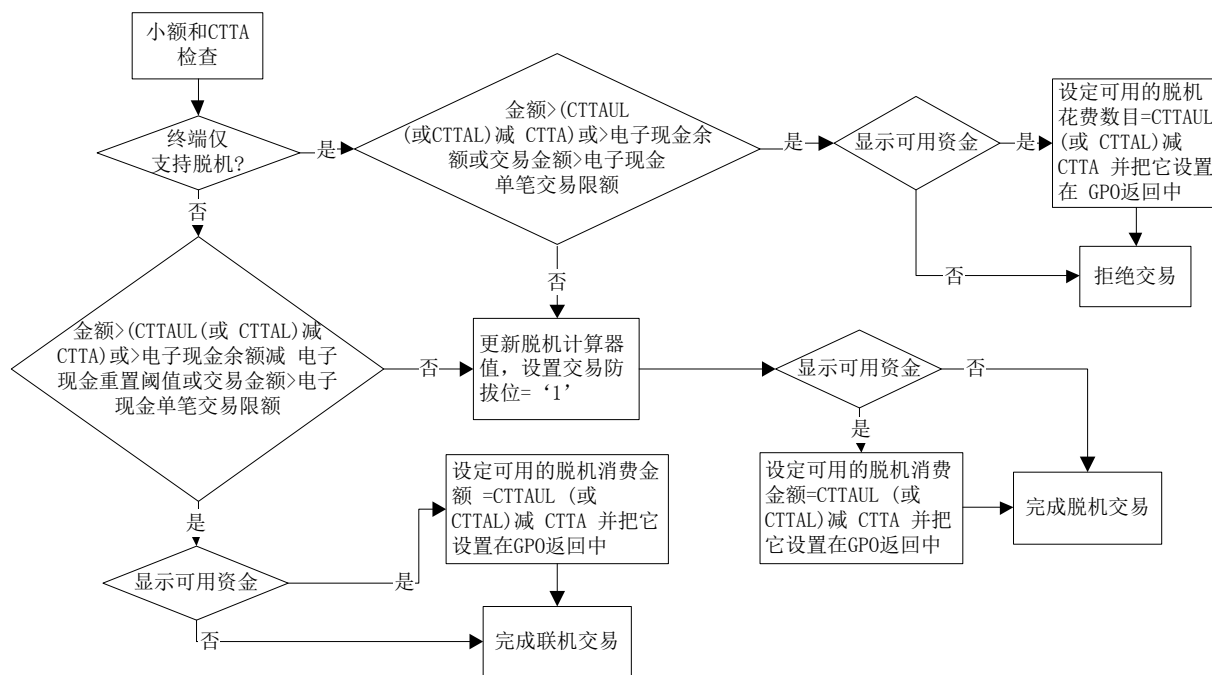 小额和CTTA
检查
终端仅
支持脱机?
是
金额>(CTTAUL
(或CTTAL)减 CTTA)或>电子现金余
额或交易金额>电子现金
单笔交易限额
是
显示可用资金
是
设定可用的脱机
花费数目=CTTAUL
(或 CTTAL)减
CTTA 并把它设置
在 GPO返回中
否
拒绝交易
否
否
金额>(CTTAUL(或 CTTAL)减
CTTA)或>电子现金余额减 电子
现金重置阈值或交易金额>电子
现金单笔交易限额
否
更新脱机计算器
值，设置交易防
拔位= ‘1’
显示可用资金
否
是
设定可用的脱机消费
金额=CTTAUL (或
CTTAL)减 CTTA 并把
它设置在GPO返回中
完成脱机交易
是
显示可用资金
是
设定可用的脱机消费金
额 =CTTAUL (或
CTTAL)减 CTTA 并把它
设置在GPO返回中
否
完成联机交易